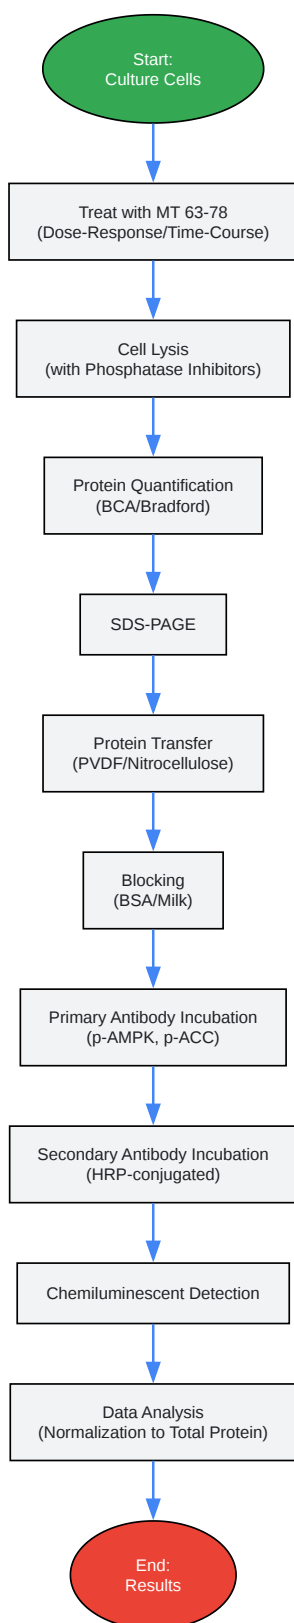 Start:
Culture Cells
Treat with MT 63-78
(Dose-Response/Time-Course)
Cell Lysis
(with Phosphatase Inhibitors)
Protein Quantification
(BCA/Bradford)
SDS-PAGE
Protein Transfer
(PVDF/Nitrocellulose)
Blocking
(BSA/Milk)
Primary Antibody Incubation
(p-AMPK, p-ACC)
Secondary Antibody Incubation
(HRP-conjugated)
Chemiluminescent Detection
Data Analysis
(Normalization to Total Protein)
End:
Results